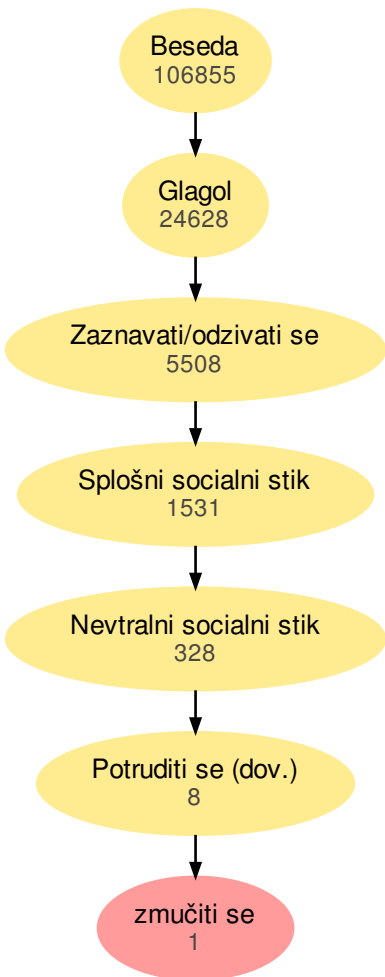 Beseda
106855
Glagol
24628
Zaznavati/odzivati se
5508
Splošni socialni stik
1531
Nevtralni socialni stik
328
Potruditi se (dov.)
8
zmučiti se
1